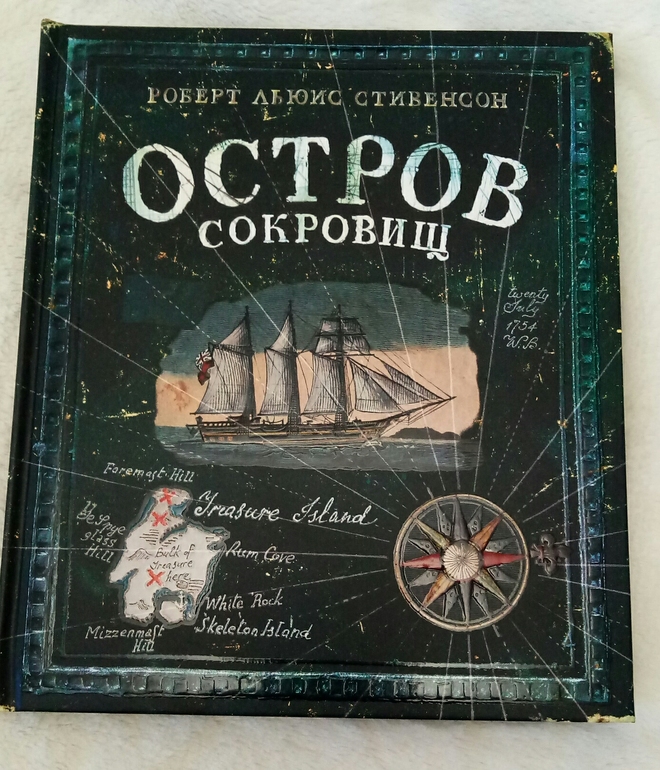 РОБЕРТ ЛЬЮИС СТИВЕНСОН
ОСТРОВ
СОКРОВИЩ
twenty
July
1754
W.B.
Foremast Hill
Treasure Island
Spye
glass
Hill
Bulk of
Treasure
here
Rum Cove
White Rock
Skeleton Island
Mizzenmast
Hill